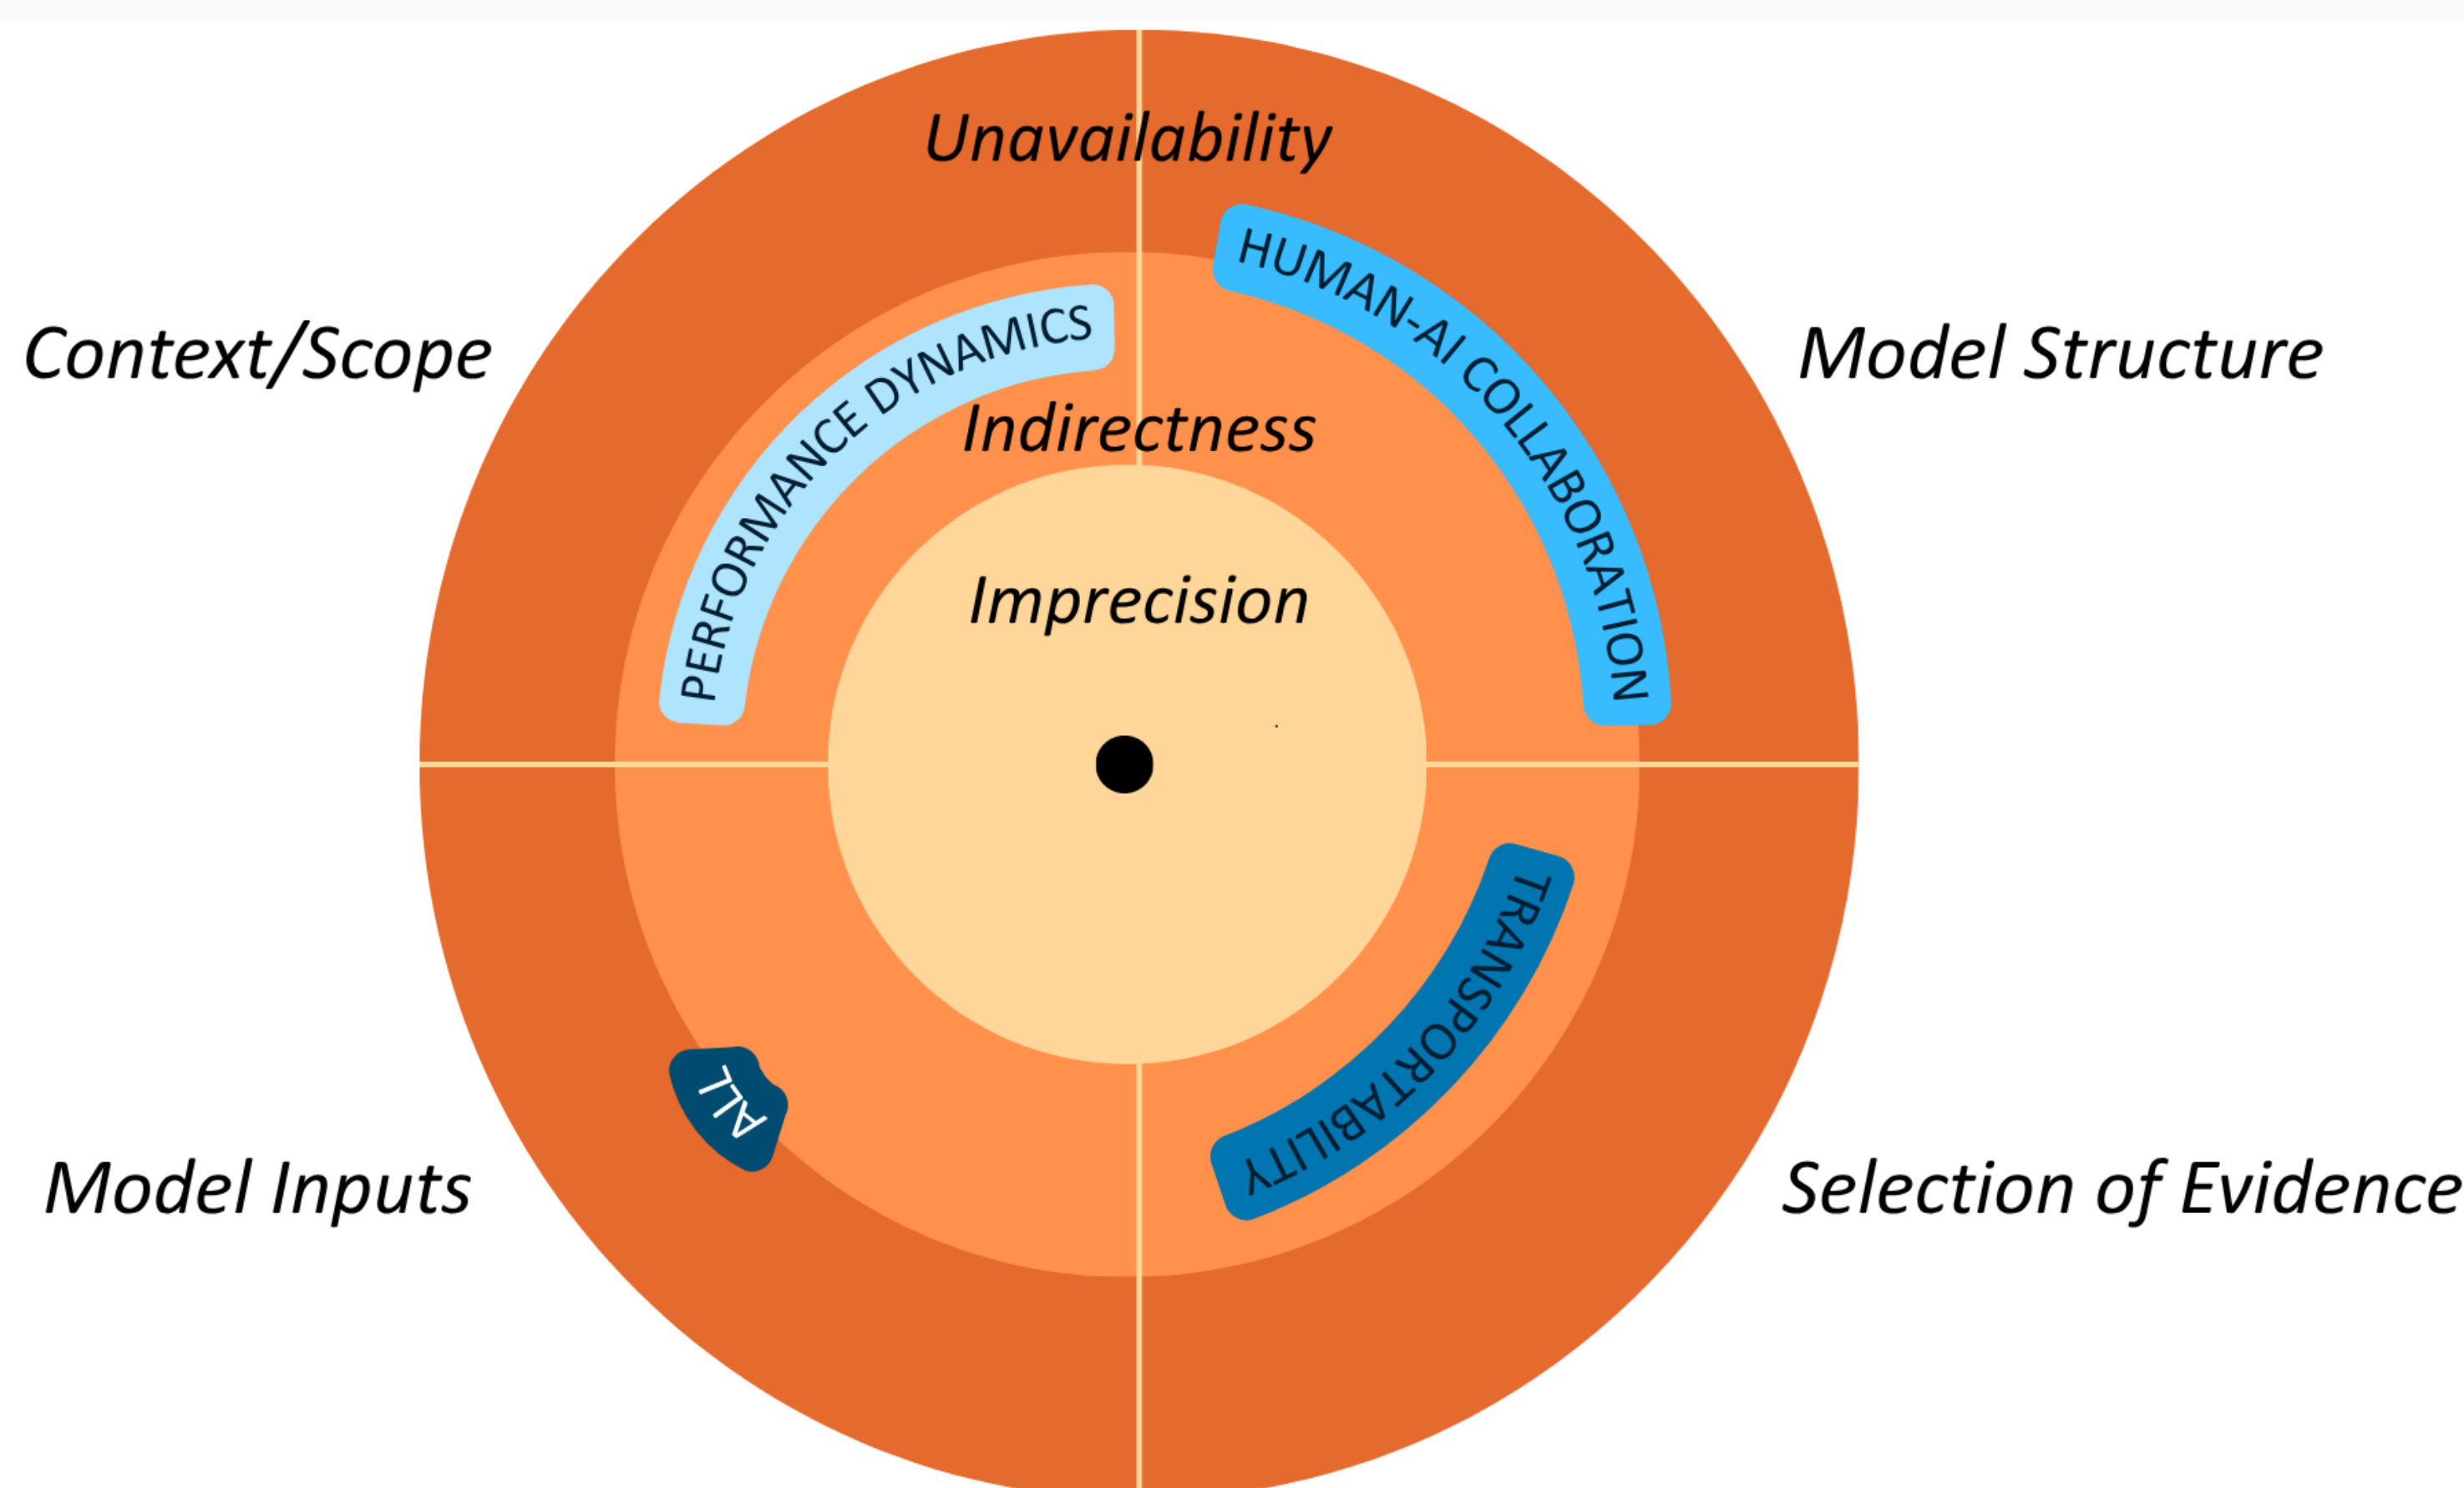 Unavailability
HUMAN-AI COLLABORATION
PERFORMANCE DYNAMICS
Context/Scope
Model Structure
Indirectness
Imprecision
TRANSPORTABILITY
ALL
Model Inputs
Selection of Evidence